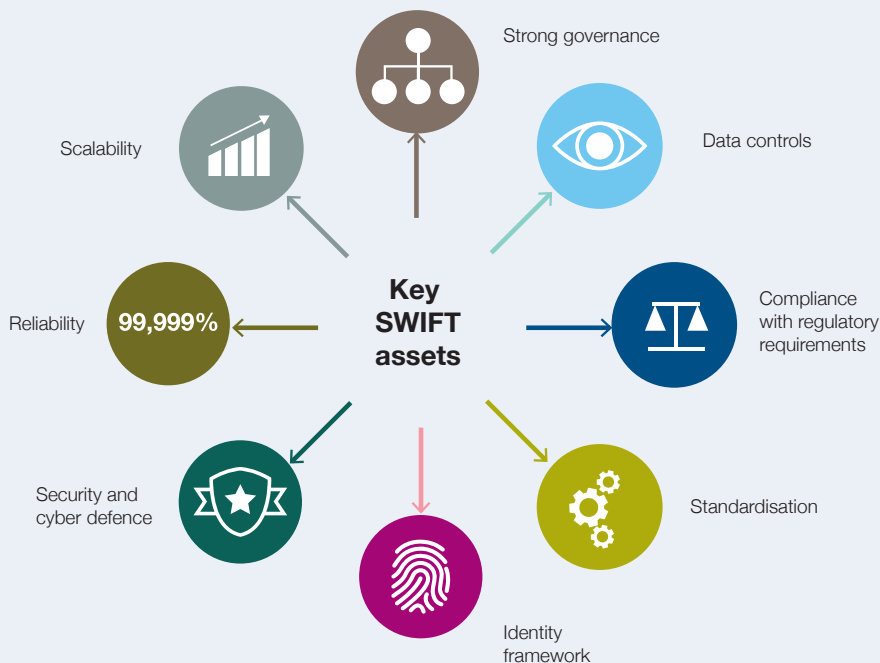 Strong governance
Data controls
Scalability
Key
SWIFT
assets
Compliance
with regulatory
requirements
Reliability
99,999%
Security and
cyber defence
Standardisation
Identity
framework